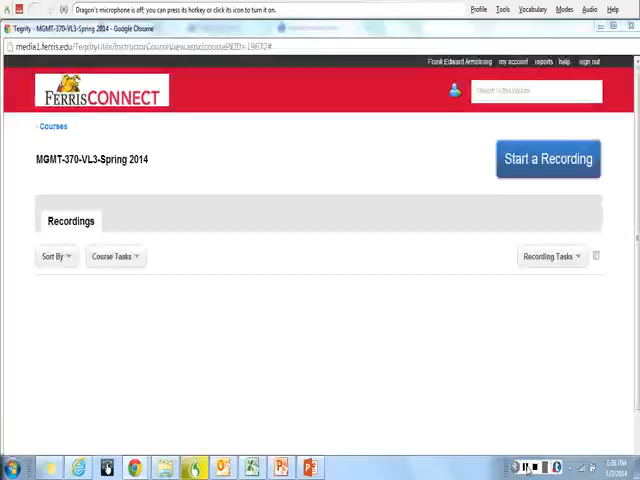 Dragon's microphone is off; you can press its hotkey or click its icon to turn it on.
Profile Tools Vocabulary Modes Audio Help
Tegrity - MGMT-370-VL3-Spring 2014 - Google Chrome
Frank Edward Armstrong my account reports help sign out
FERRISCONNECT
‹ Courses
MGMT-370-VL3-Spring 2014
Start a Recording
Recordings
Sort By
Course Tasks
Recording Tasks